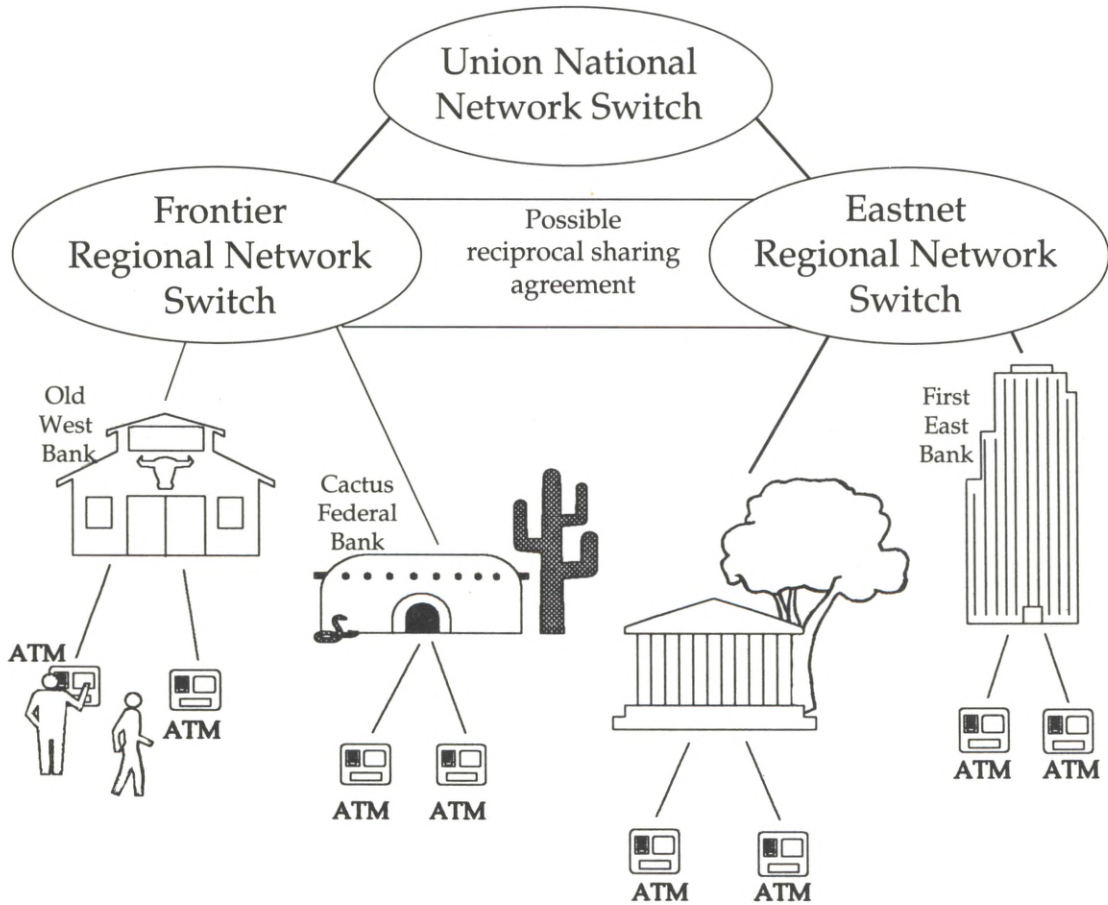 Union National
Network Switch
Frontier
Regional Network
Switch
Possible
reciprocal sharing
agreement
Eastnet
Regional Network
Switch
Old
West
Bank
Cactus
Federal
Bank
First
East
Bank
ATM
ATM
ATM
ATM
ATM
ATM
ATM
ATM